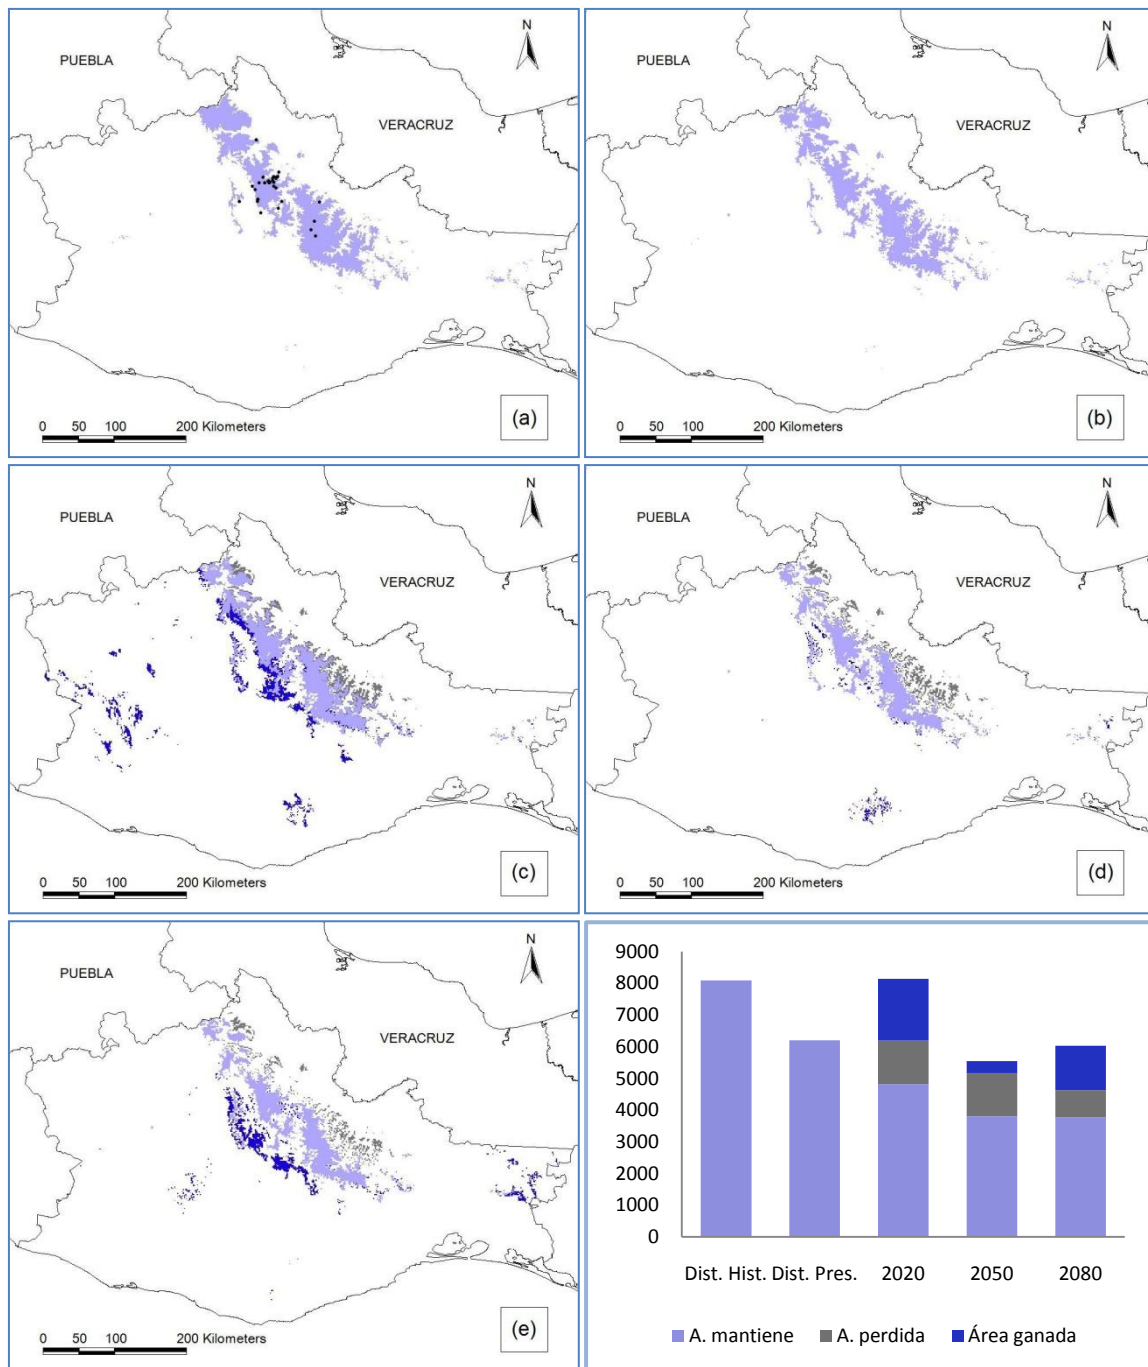 N
PUEBLA
VERACRUZ
0 50 100 200 Kilometers
(a)
N
PUEBLA
VERACRUZ
0 50 100 200 Kilometers
(b)
N
PUEBLA
VERACRUZ
0 50 100 200 Kilometers
(c)
N
PUEBLA
VERACRUZ
0 50 100 200 Kilometers
(d)
N
PUEBLA
VERACRUZ
0 50 100 200 Kilometers
(e)
9000
8000
7000
6000
5000
4000
3000
2000
1000
0
Dist. Hist. Dist. Pres. 2020 2050 2080
A. mantiene A. perdida Área ganada